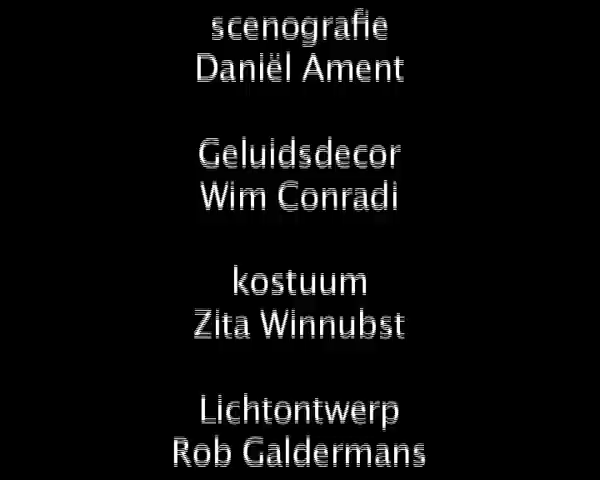 scenografie
Daniël Ament
Geluidsdecor
Wim Conradi
kostuum
Zita Winnubst
Lichtontwerp
Rob Galdermans